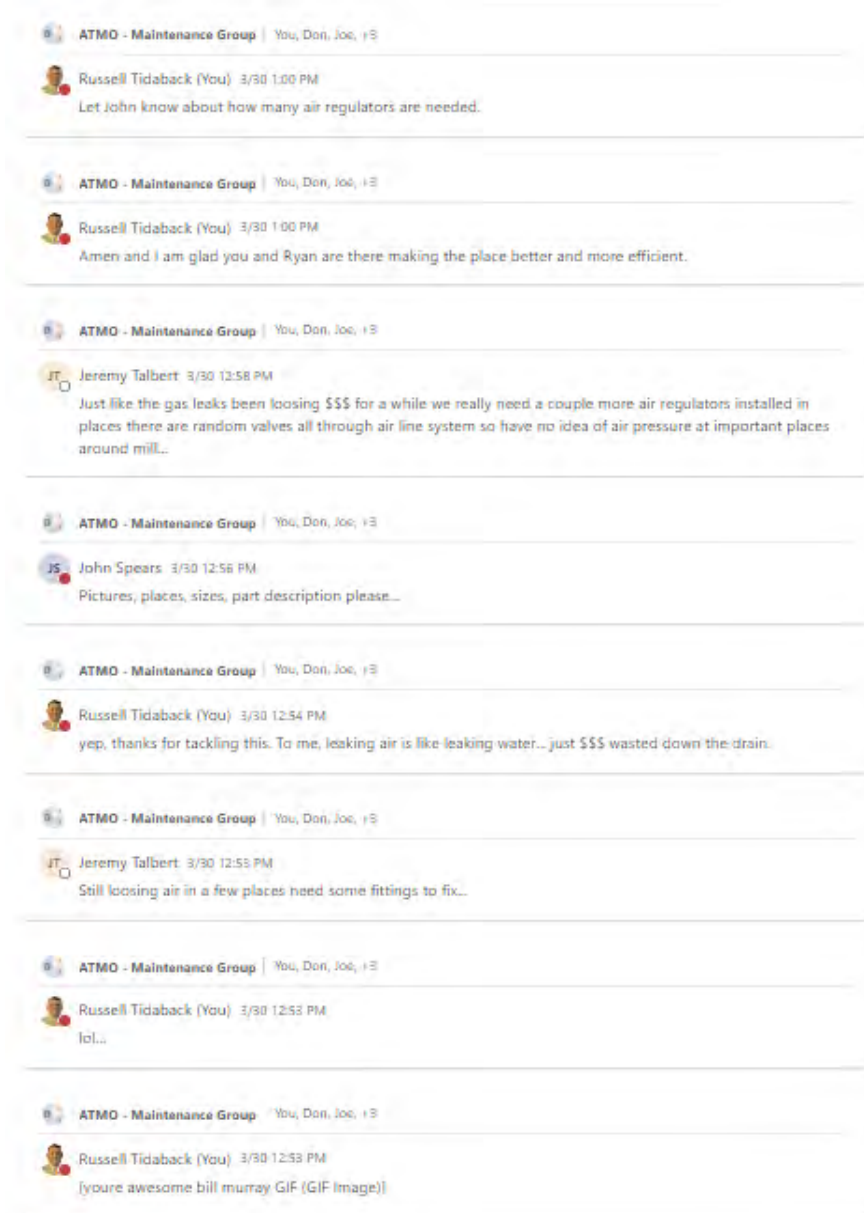 ATMO - Maintenance Group | You, Don, Joe, +3
Russell Tidaback (You) 3/30 1:00 PM
Let John know about how many air regulators are needed.
ATMO - Maintenance Group | You, Don, Joe, +3
Russell Tidaback (You) 3/30 1:00 PM
Amen and I am glad you and Ryan are there making the place better and more efficient.
ATMO - Maintenance Group | You, Don, Joe, +3
JT Jeremy Talbert 3/30 12:58 PM
Just like the gas leaks been loosing $$$ for a while we really need a couple more air regulators installed in
places there are random valves all through air line system so have no idea of air pressure at important places
around mill...
ATMO - Maintenance Group | You, Don, Joe, +3
JS John Spears 3/30 12:56 PM
Pictures, places, sizes, part description please...
ATMO - Maintenance Group | You, Don, Joe, +3
Russell Tidaback (You) 3/30 12:54 PM
yep, thanks for tackling this. To me, leaking air is like leaking water... just $$$ wasted down the drain.
ATMO - Maintenance Group | You, Don, Joe, +3
JT Jeremy Talbert 3/30 12:53 PM
Still loosing air in a few places need some fittings to fix...
ATMO - Maintenance Group | You, Don, Joe, +3
Russell Tidaback (You) 3/30 12:53 PM
lol...
ATMO - Maintenance Group You, Don, Joe, +3
Russell Tidaback (You) 3/30 12:53 PM
(youre awesome bill murray GIF (GIF Image))